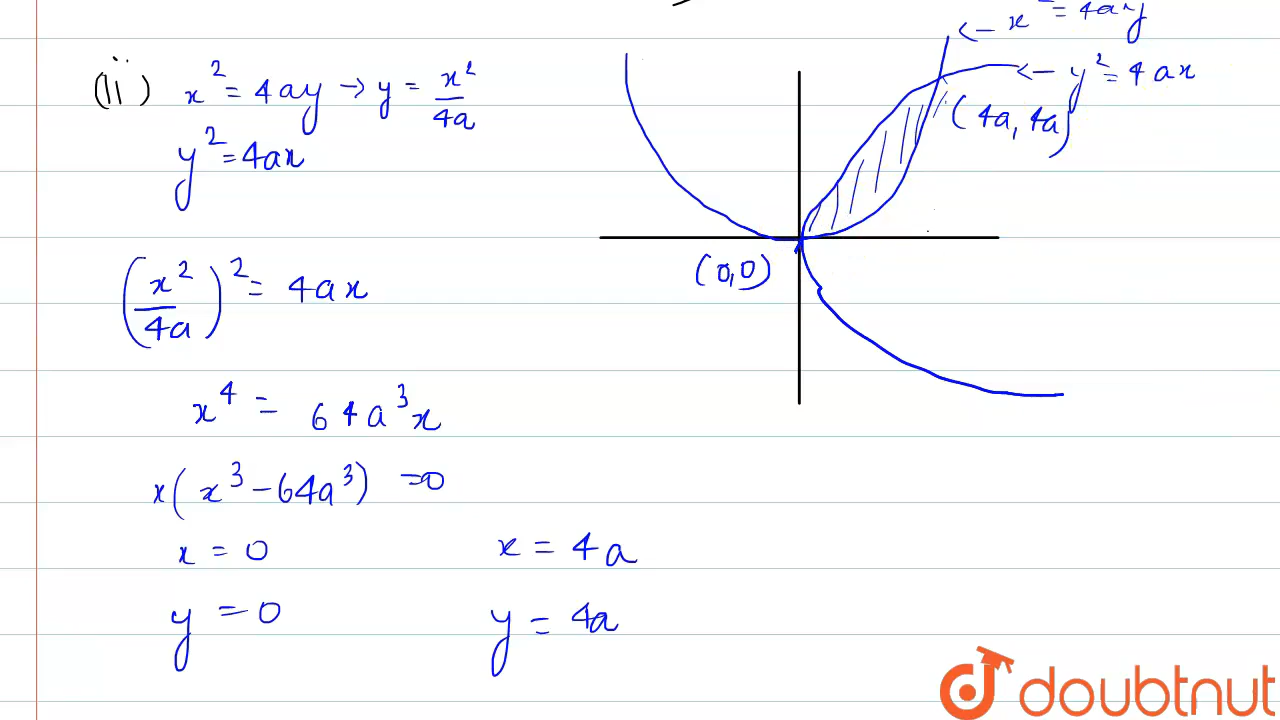 (ii) x² = 4ay → y = x²/4a
y² = 4ax
(x²/4a)² = 4ax
x⁴ = 64a³x
x(x³ − 64a³) = 0
x = 0 x = 4a
y = 0 y = 4a
← x² = 4ay
← y² = 4ax
(4a, 4a)
(0,0)
doubtnut